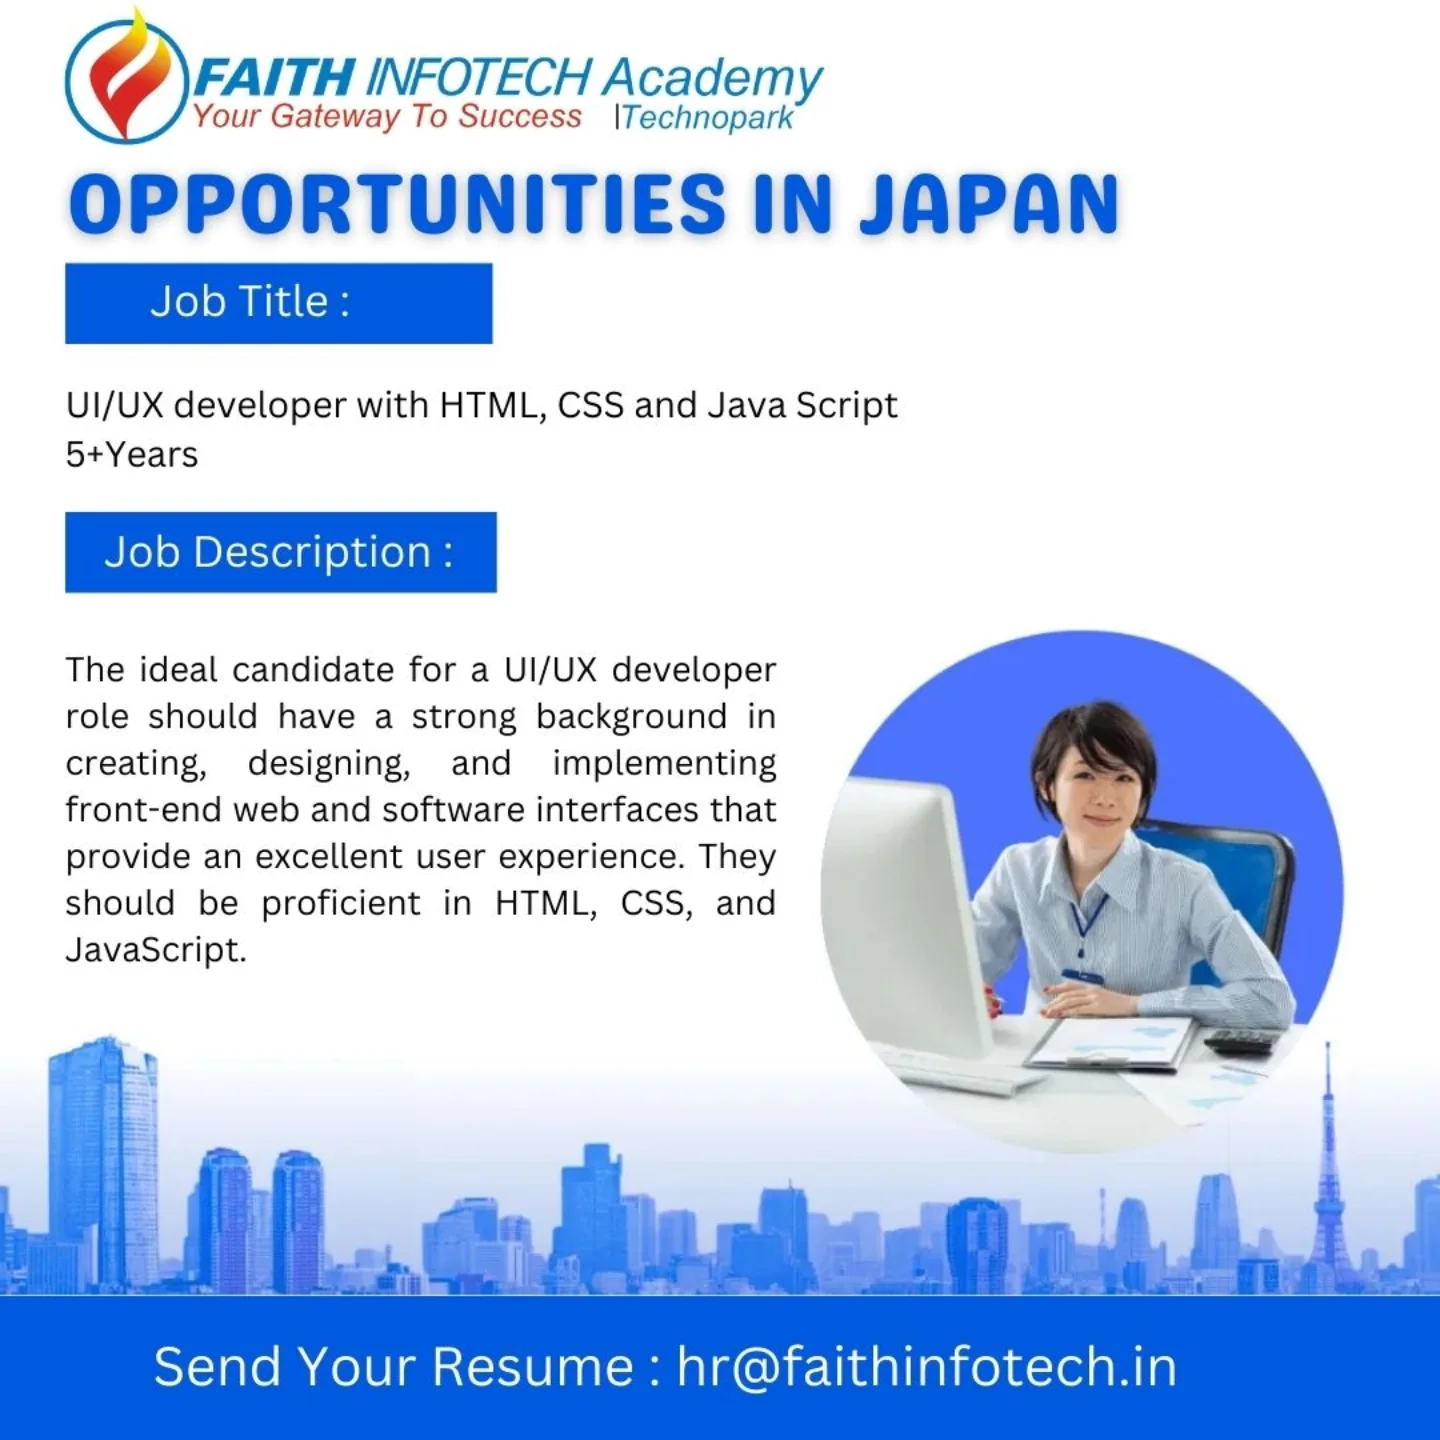 FAITH INFOTECH Academy
Your Gateway To Success |Technopark
OPPORTUNITIES IN JAPAN
Job Title :
UI/UX developer with HTML, CSS and Java Script
5+Years
Job Description :
The ideal candidate for a UI/UX developer
role should have a strong background in
creating, designing, and implementing
front-end web and software interfaces that
provide an excellent user experience. They
should be proficient in HTML, CSS, and
JavaScript.
Send Your Resume : hr@faithinfotech.in